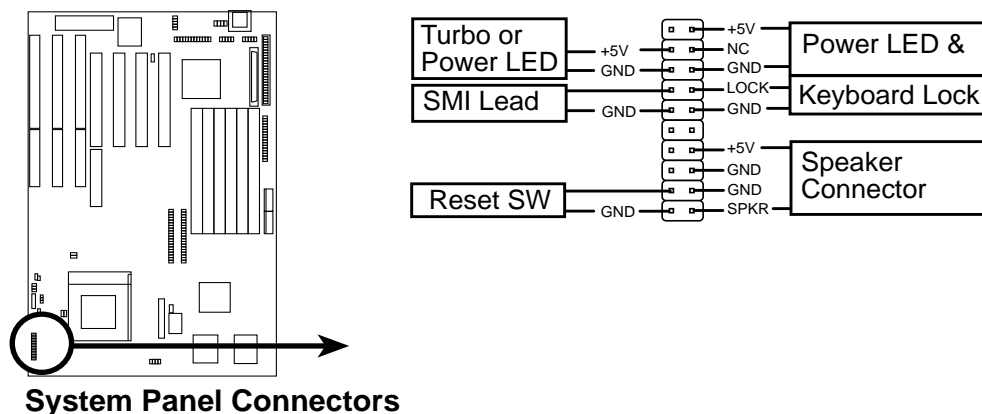 Turbo or
Power LED
+5V
GND
SMI Lead
GND
Reset SW
GND
+5V
NC
GND
LOCK
GND
Power LED &
Keyboard Lock
+5V
GND
GND
SPKR
Speaker
Connector
System Panel Connectors